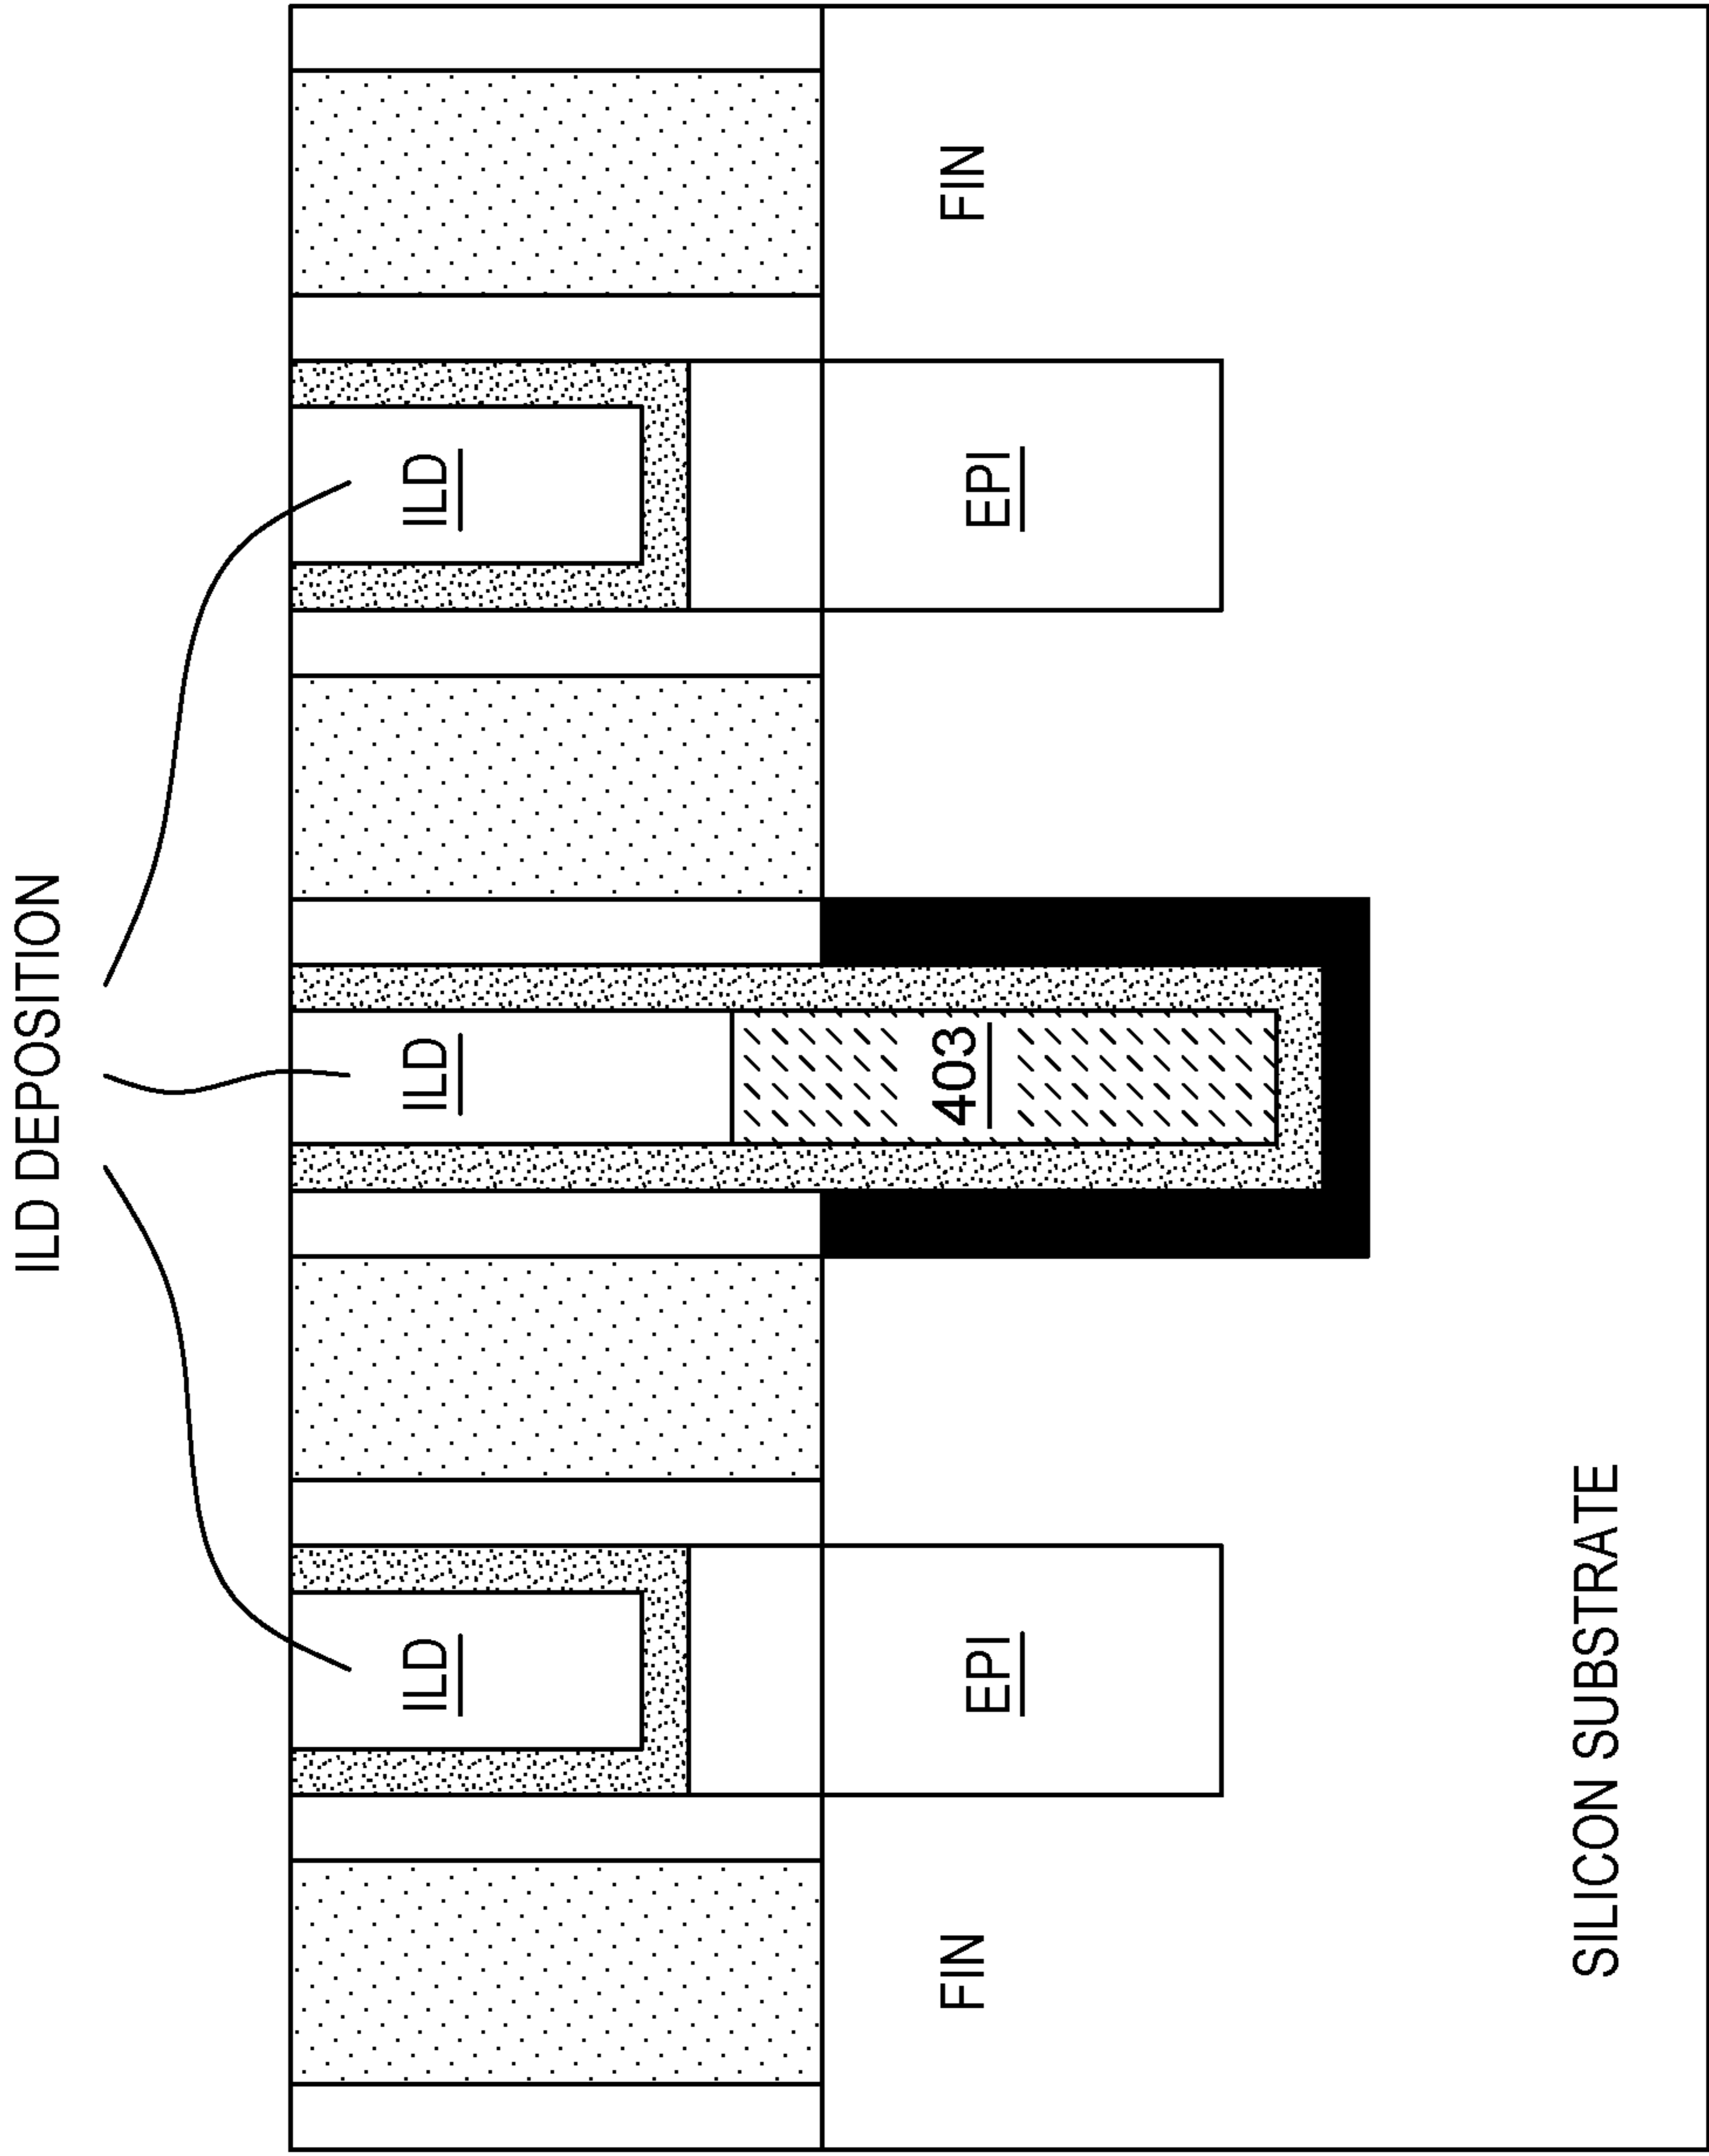 ILD DEPOSITION
ILD
ILD
ILD
FIN
EPI
403
EPI
FIN
SILICON SUBSTRATE